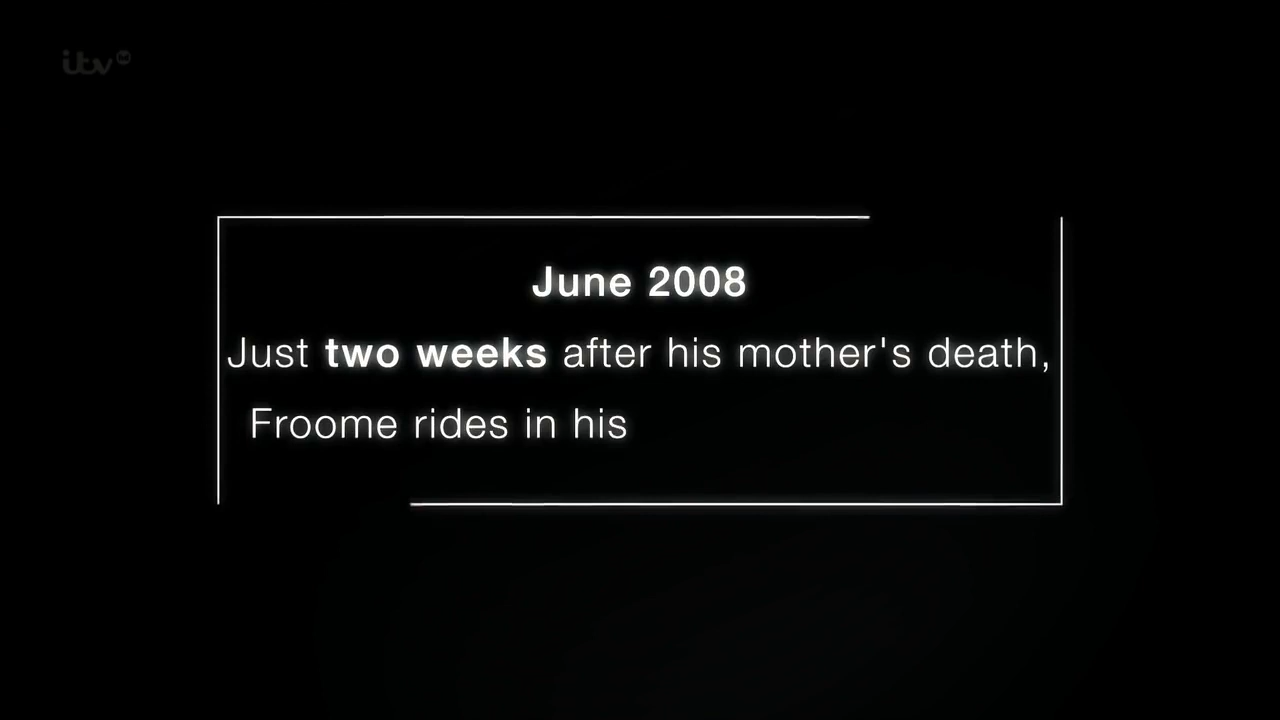 itv
June 2008
Just two weeks after his mother's death,
Froome rides in his